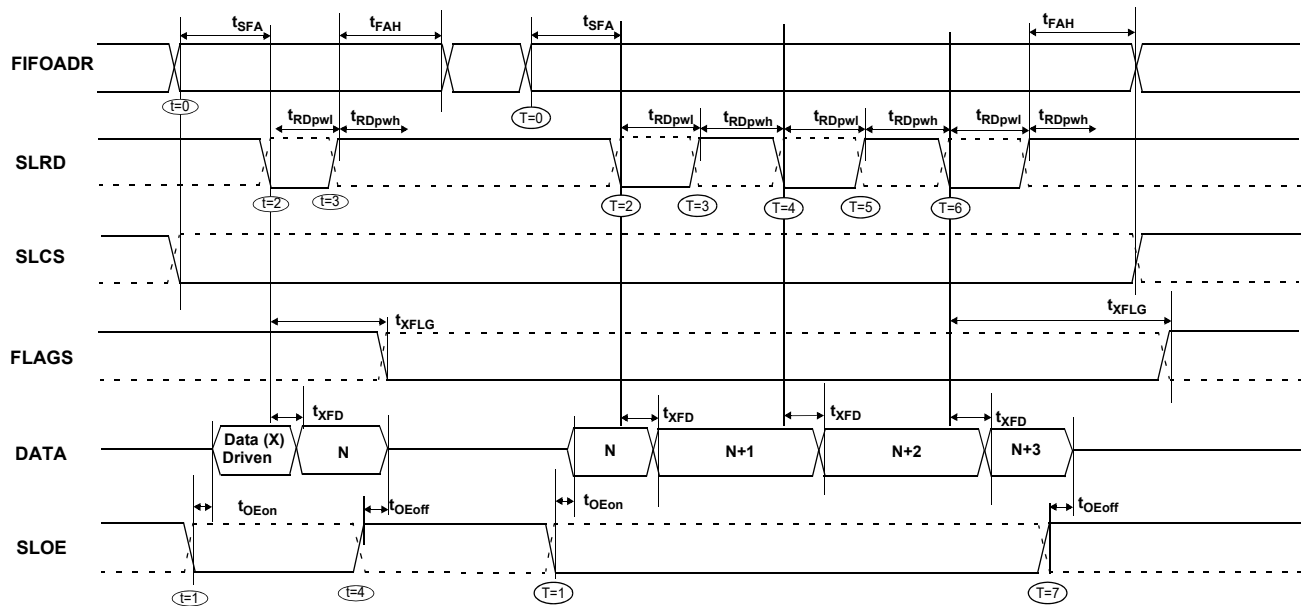 tSFA tFAH tSFA tFAH
FIFOADR
t=0 T=0
tRDpwl tRDpwh tRDpwl tRDpwh tRDpwl tRDpwh tRDpwl tRDpwh
SLRD
t=2 t=3 T=2 T=3 T=4 T=5 T=6
SLCS
tXFLG tXFLG
FLAGS
tXFD tXFD tXFD tXFD
DATA
Data (X)
Driven
N N N+1 N+2 N+3
tOEon tOEoff tOEon tOEoff
SLOE
t=1 t=4 T=1 T=7